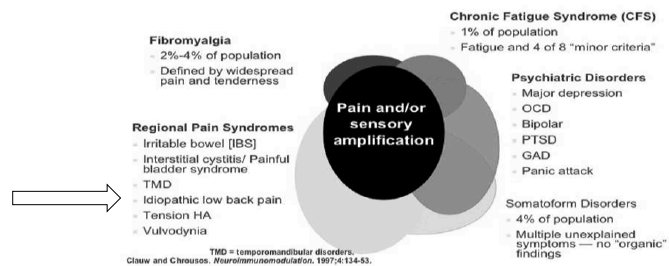 Chronic Fatigue Syndrome (CFS)
1% of population
Fatigue and 4 of 8 “minor criteria”
Fibromyalgia
2%-4% of population
Defined by widespread
pain and tenderness
Psychiatric Disorders
Major depression
OCD
Bipolar
PTSD
GAD
Panic attack
Pain and/or
sensory
amplification
Regional Pain Syndromes
Irritable bowel [IBS]
Interstitial cystitis/ Painful
bladder syndrome
TMD
Idiopathic low back pain
Tension HA
Vulvodynia
Somatoform Disorders
4% of population
Multiple unexplained
symptoms — no “organic”
findings
TMD = temporomandibular disorders.
Clauw and Chrousos. Neuroimmunomodulation. 1997;4:134-53.